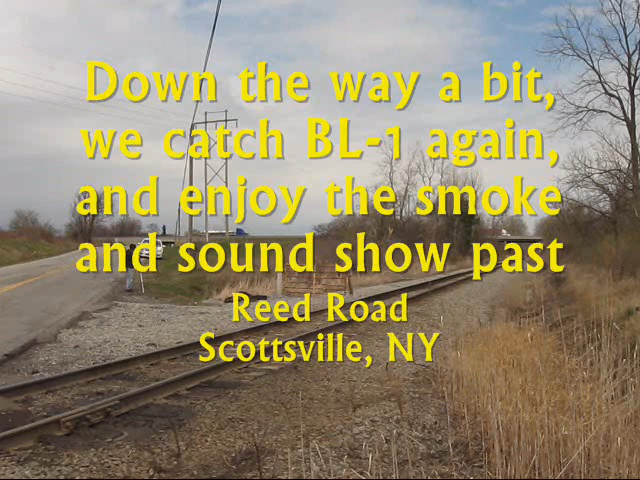 Down the way a bit,
we catch BL-1 again,
and enjoy the smoke
and sound show past
Reed Road
Scottsville, NY